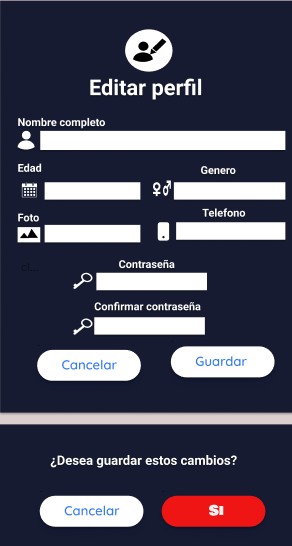 Editar perfil
Nombre completo
Edad
Genero
Foto
Telefono
Contraseña
Confirmar contraseña
Cancelar
Guardar
¿Desea guardar estos cambios?
Cancelar
Si